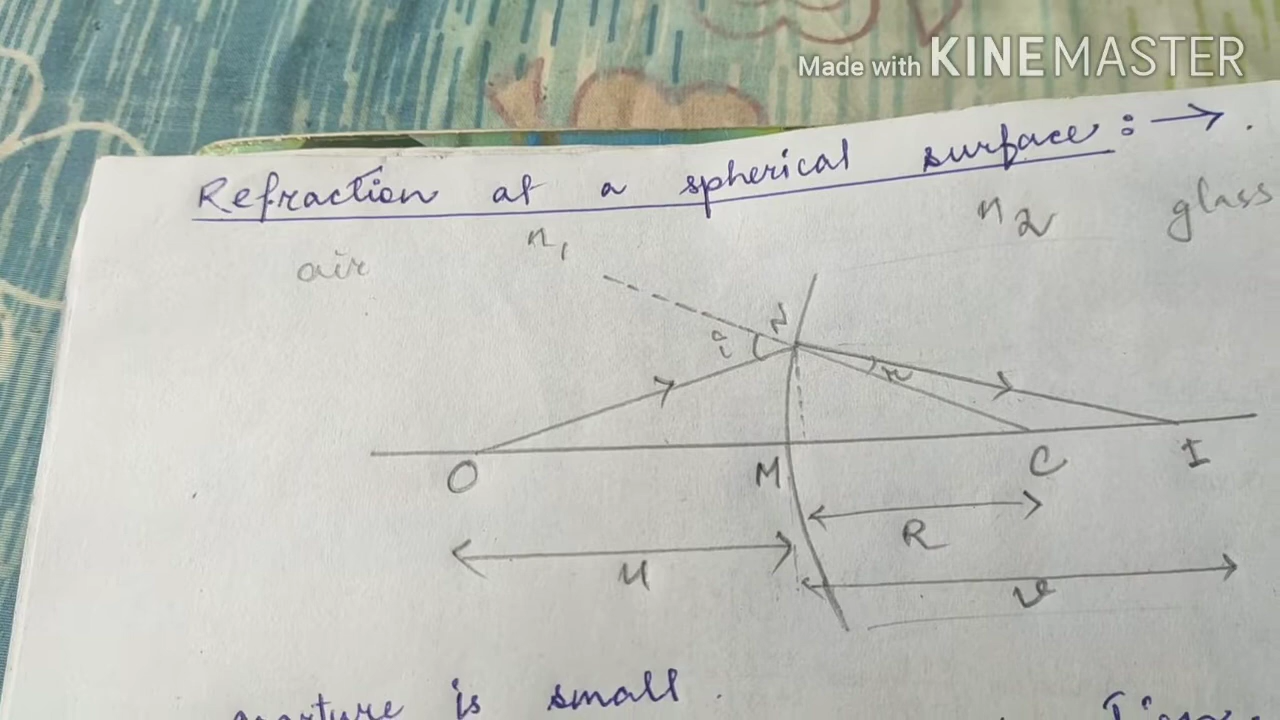 Made with KINEMASTER
Refraction at a spherical surface : → .
air n₁ n₂ glass
N
i r
O M C I
R
u
v
aperture is small .